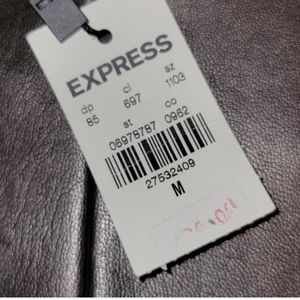 EXPRESS
dp cl sz
85 697 1103
st co
06978787 0962
27532409
M